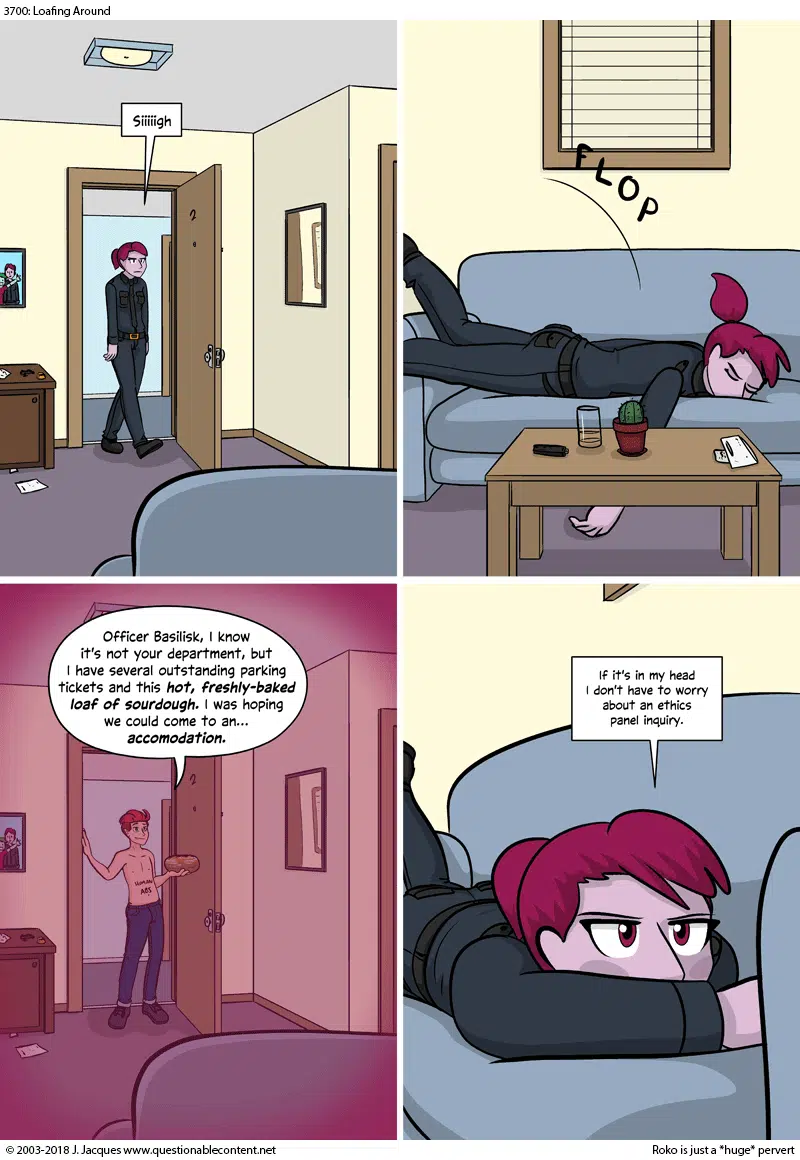 3700: Loafing Around
Siiiiigh
2
FLOP
Officer Basilisk, I know
it's not your department, but
I have several outstanding parking
tickets and this hot, freshly-baked
loaf of sourdough. I was hoping
we could come to an...
accomodation.
2
HUMAN
ABS
If it's in my head
I don't have to worry
about an ethics
panel inquiry.
© 2003-2018 J. Jacques www.questionablecontent.net
Roko is just a *huge* pervert